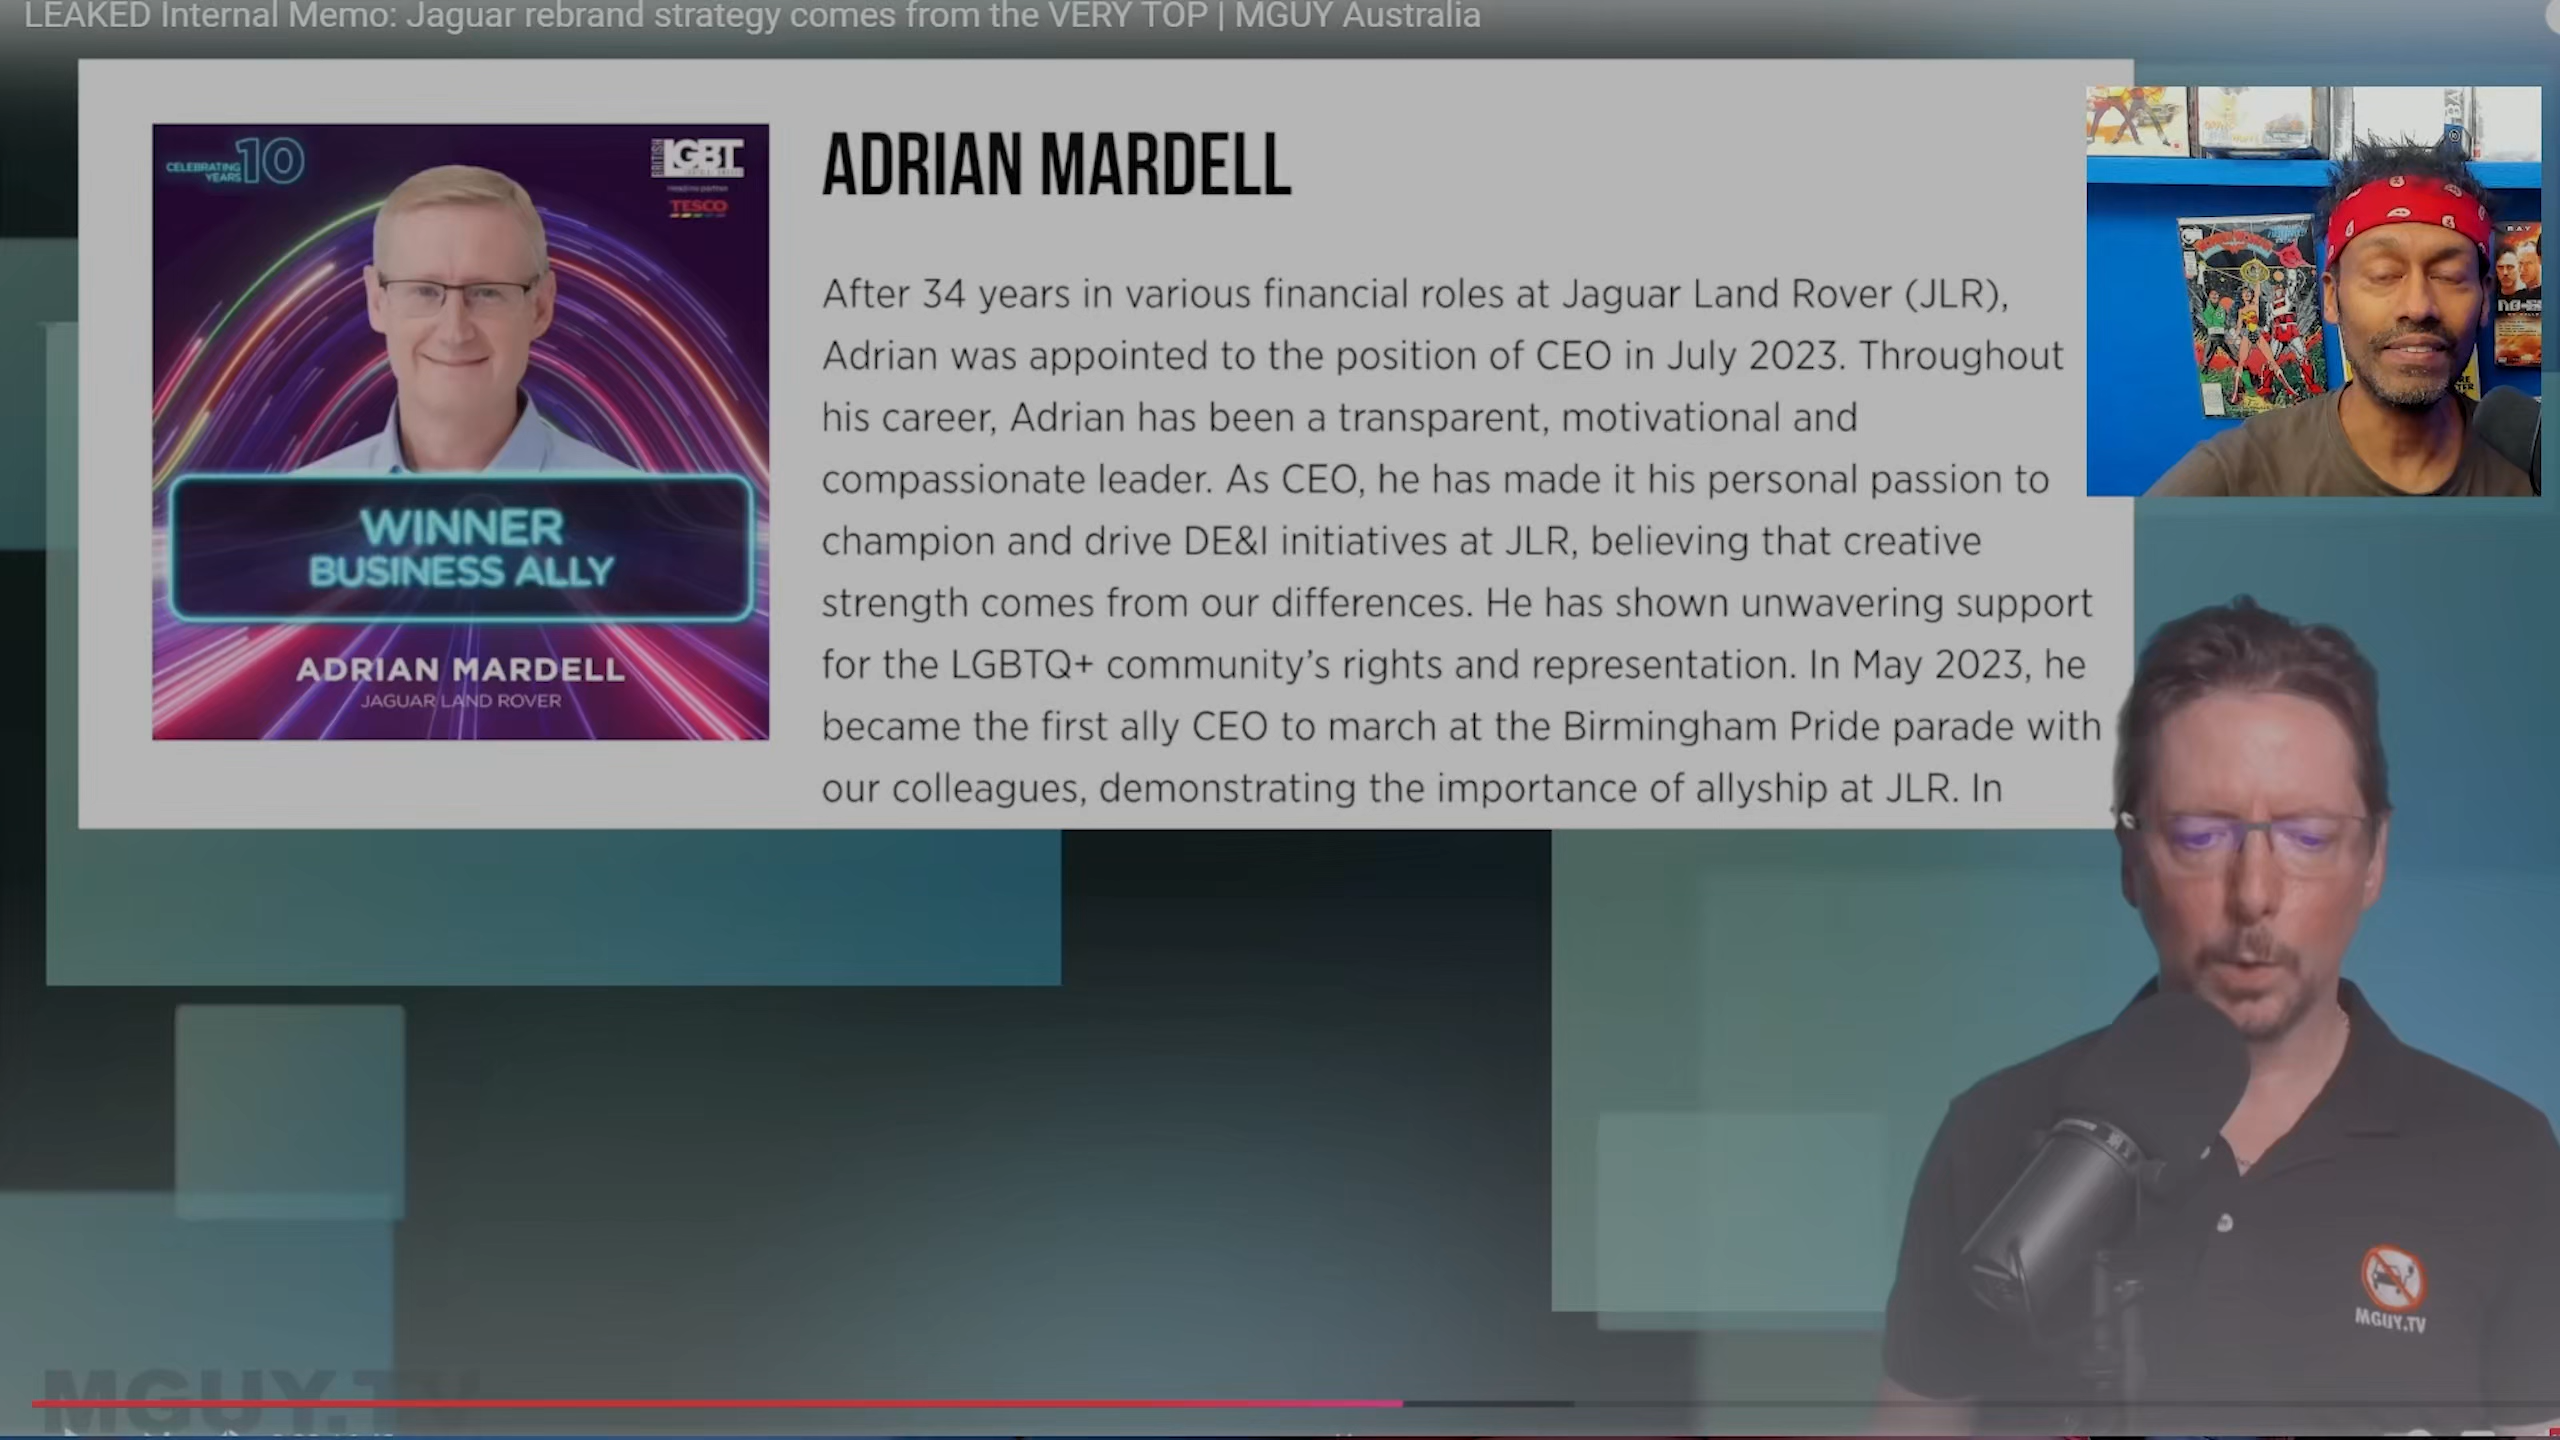 LEAKED Internal Memo: Jaguar rebrand strategy comes from the VERY TOP | MGUY Australia
CELEBRATING
YEARS 10
BRITISH LGBT
TESCO
WINNER
BUSINESS ALLY
ADRIAN MARDELL
JAGUAR LAND ROVER
ADRIAN MARDELL
After 34 years in various financial roles at Jaguar Land Rover (JLR),
Adrian was appointed to the position of CEO in July 2023. Throughout
his career, Adrian has been a transparent, motivational and
compassionate leader. As CEO, he has made it his personal passion to
champion and drive DE&I initiatives at JLR, believing that creative
strength comes from our differences. He has shown unwavering support
for the LGBTQ+ community’s rights and representation. In May 2023, he
became the first ally CEO to march at the Birmingham Pride parade with
our colleagues, demonstrating the importance of allyship at JLR. In
MGUY.TV
MGUY.TV